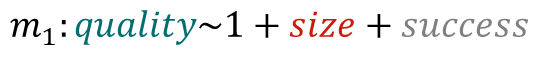 m₁: quality~1 + size + success